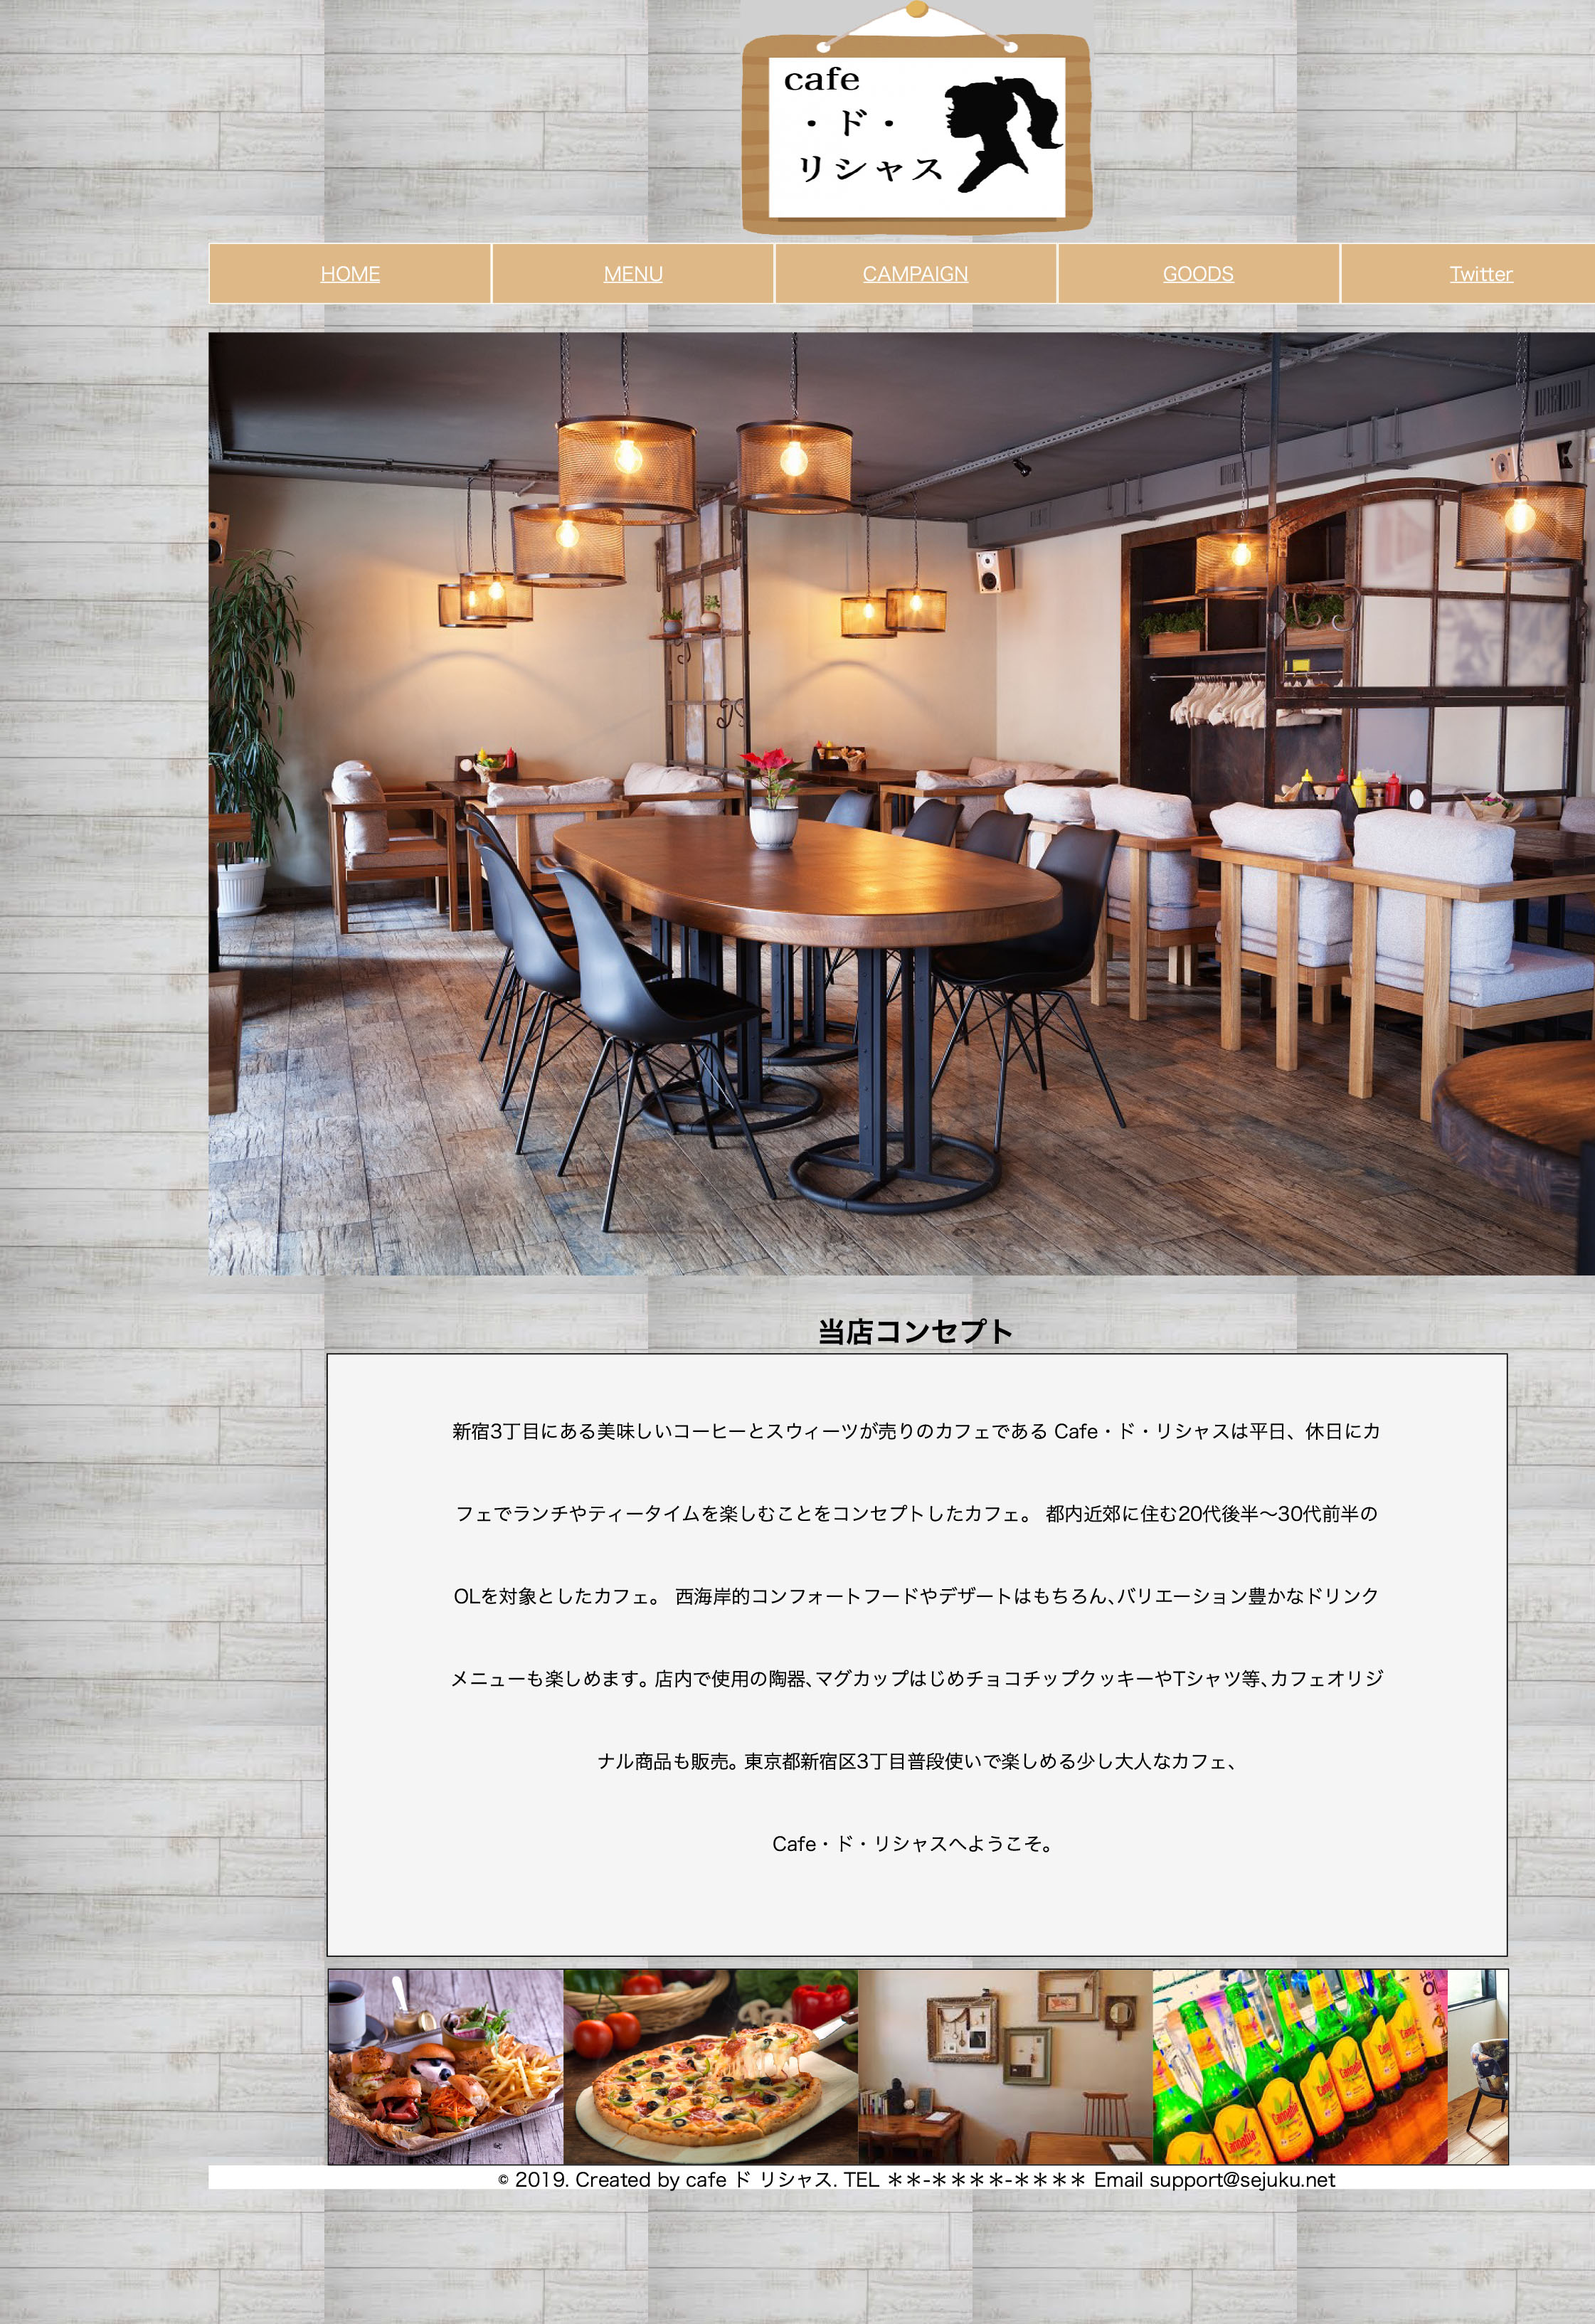 cafe
・ド・
リシャス
HOME MENU CAMPAIGN GOODS Twitter
当店コンセプト
新宿3丁目にある美味しいコーヒーとスウィーツが売りのカフェである Cafe・ド・リシャスは平日、休日にカ
フェでランチやティータイムを楽しむことをコンセプトしたカフェ。 都内近郊に住む20代後半〜30代前半の
OLを対象としたカフェ。 西海岸的コンフォートフードやデザートはもちろん､バリエーション豊かなドリンク
メニューも楽しめます｡ 店内で使用の陶器､マグカップはじめチョコチップクッキーやTシャツ等､カフェオリジ
ナル商品も販売｡ 東京都新宿区3丁目普段使いで楽しめる少し大人なカフェ、
Cafe・ド・リシャスへようこそ。
Cannabia
Cannabia
Cannabia
Cannabia
© 2019. Created by cafe ド リシャス. TEL ＊＊-＊＊＊＊-＊＊＊＊ Email support@sejuku.net